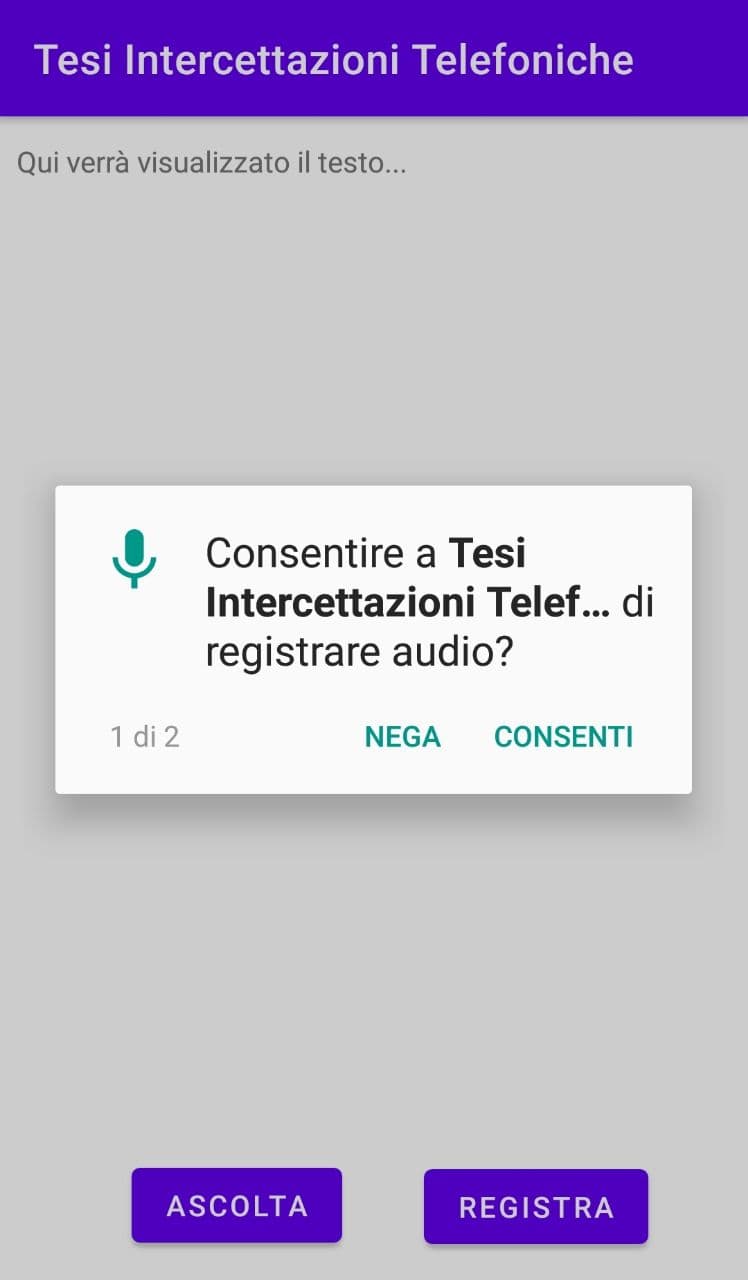 Tesi Intercettazioni Telefoniche
Qui verrà visualizzato il testo...
Consentire a Tesi
Intercettazioni Telef... di
registrare audio?
1 di 2
NEGA
CONSENTI
ASCOLTA
REGISTRA